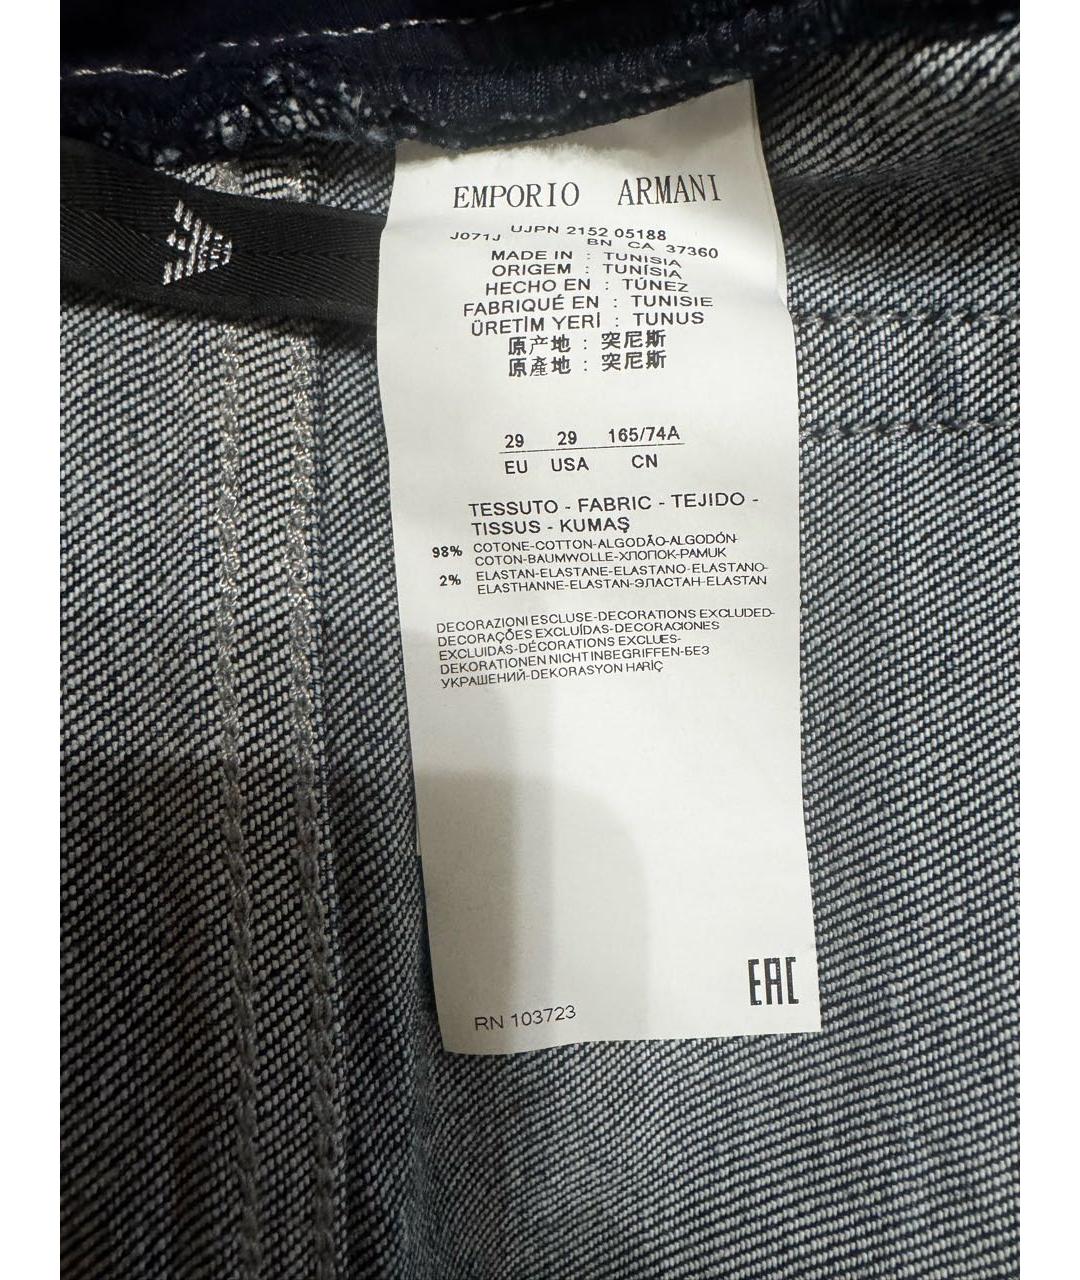 EMPORIO ARMANI
J071J UJPN 2152 05188
BN CA 37360
MADE IN : TUNISIA
ORIGEM : TUNÍSIA
HECHO EN : TÚNEZ
FABRIQUÉ EN : TUNISIE
ÜRETİM YERİ : TUNUS
原产地 : 突尼斯
原產地 : 突尼斯
29 29 165/74A
EU USA CN
TESSUTO - FABRIC - TEJIDO -
TISSUS - KUMAŞ
98% COTONE-COTTON-ALGODÃO-ALGODÓN-
COTON-BAUMWOLLE-ХЛОПОК-PAMUK
2% ELASTAN-ELASTANE-ELASTANO-ELASTANO-
ELASTHANNE-ELASTAN-ЭЛАСТАН-ELASTAN
DECORAZIONI ESCLUSE-DECORATIONS EXCLUDED-
DECORAÇÕES EXCLUÍDAS-DECORACIONES
EXCLUIDAS-DÉCORATIONS EXCLUES-
DEKORATIONEN NICHT INBEGRIFFEN-БЕЗ
УКРАШЕНИЙ-DEKORASYON HARİÇ
EAC
RN 103723